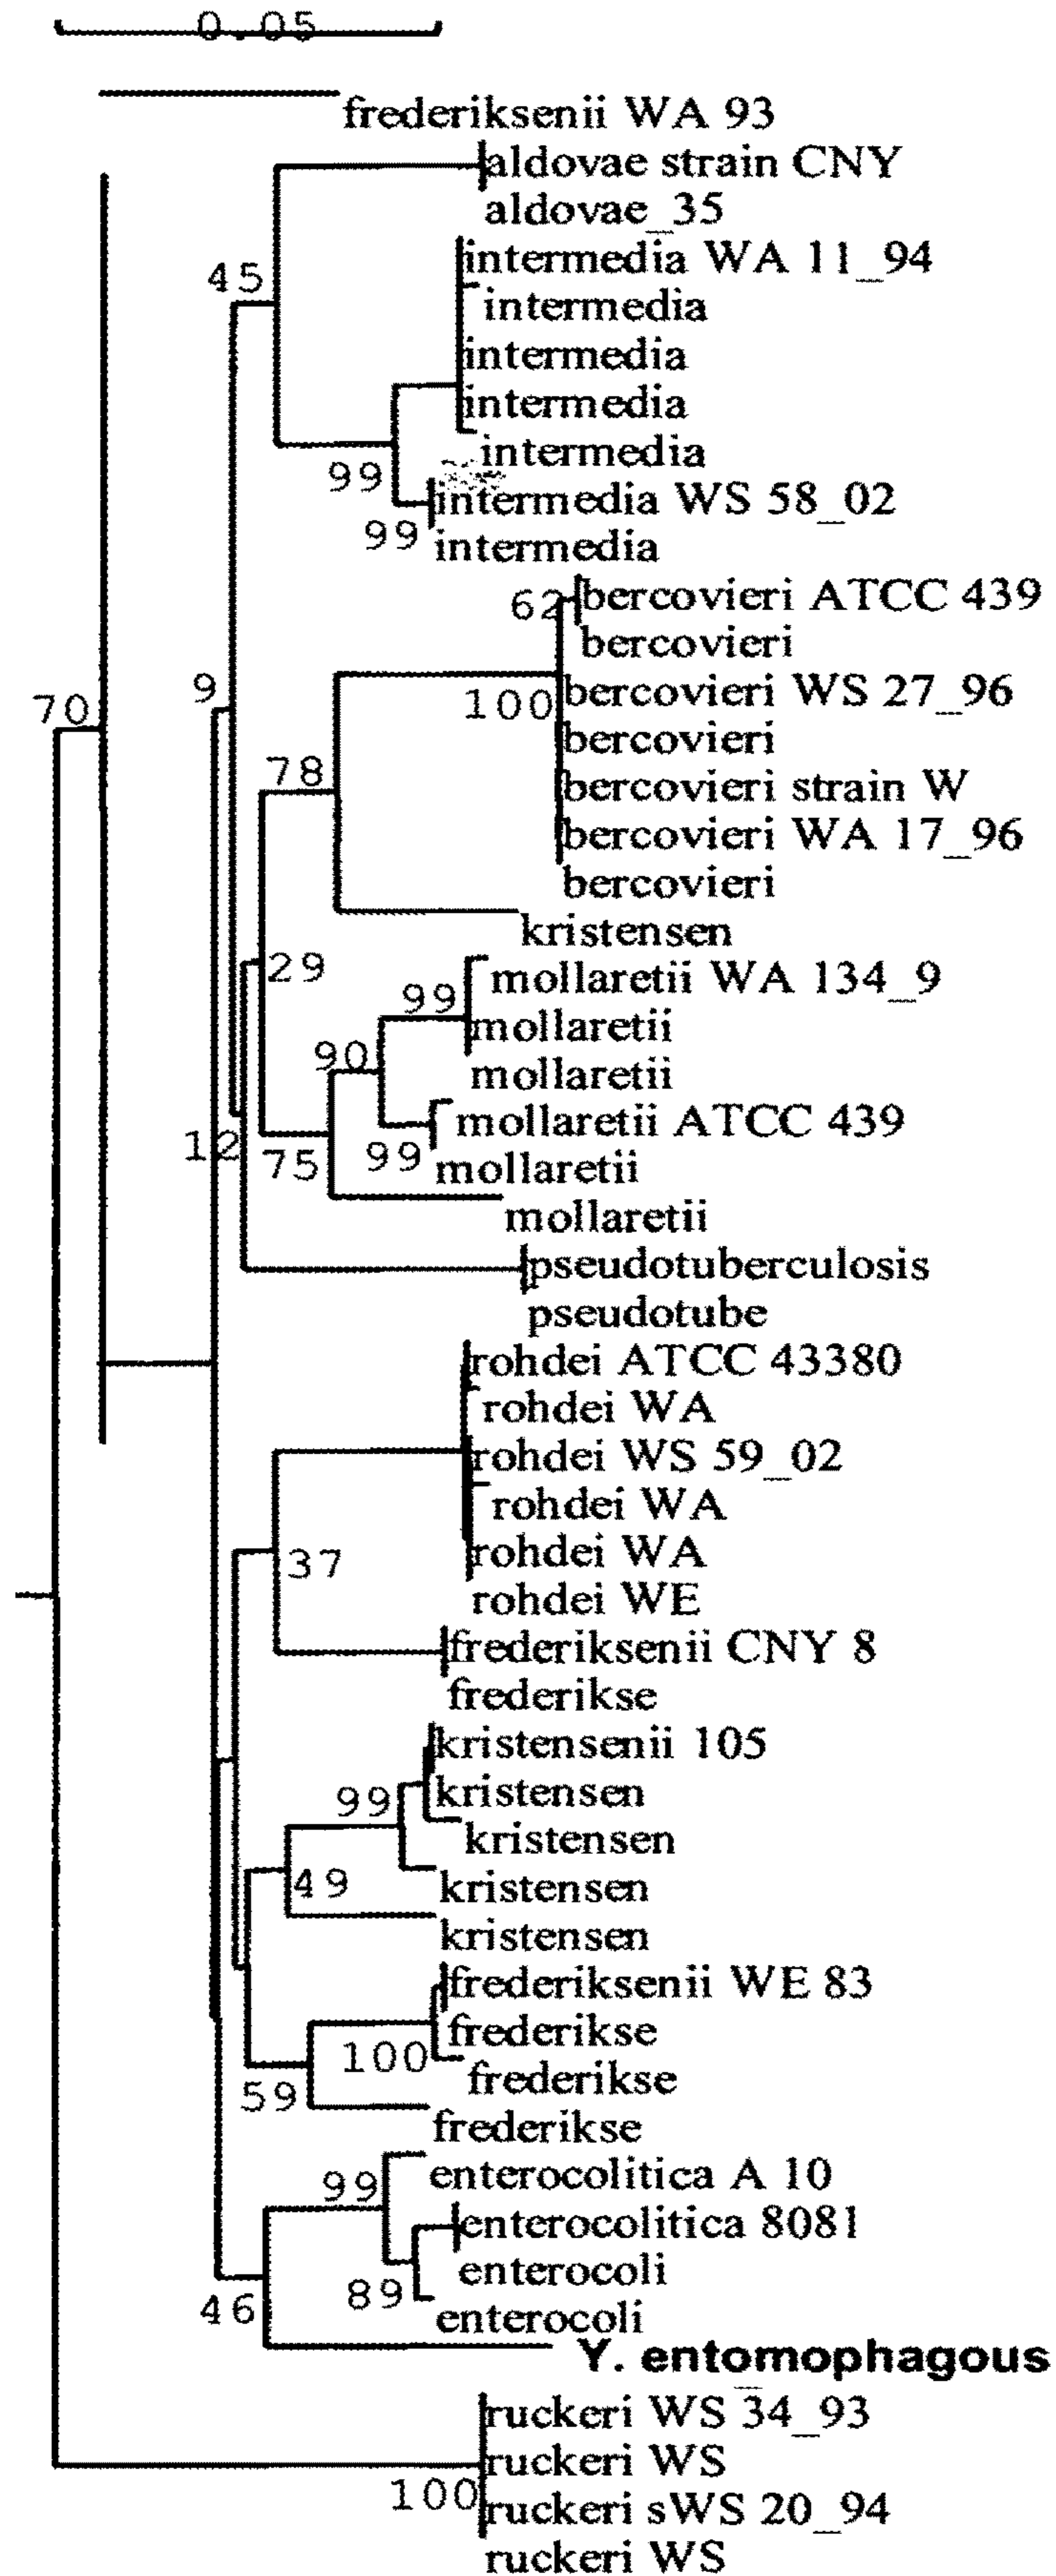 0.05
frederiksenii WA 93
aldovae strain CNY
aldovae_35
intermedia WA 11_94
45
intermedia
intermedia
intermedia
intermedia
99
intermedia WS 58_02
99
intermedia
bercovieri ATCC 439
62
bercovieri
bercovieri WS 27_96
9
100
70
bercovieri
78
bercovieri strain W
bercovieri WA 17_96
bercovieri
kristensen
29
mollaretii WA 134_9
99
mollaretii
90
mollaretii
mollaretii ATCC 439
12
75
99
mollaretii
mollaretii
pseudotuberculosis
pseudotube
rohdei ATCC 43380
rohdei WA
rohdei WS 59_02
rohdei WA
rohdei WA
37
rohdei WE
frederiksenii CNY 8
frederikse
kristensenii 105
kristensen
99
kristensen
49
kristensen
kristensen
frederiksenii WE 83
frederikse
100
frederikse
59
frederikse
enterocolitica A 10
99
enterocolitica 8081
enterocoli
89
46
enterocoli
Y. entomophagous
ruckeri WS_34_93
ruckeri WS
100
ruckeri sWS 20_94
ruckeri WS